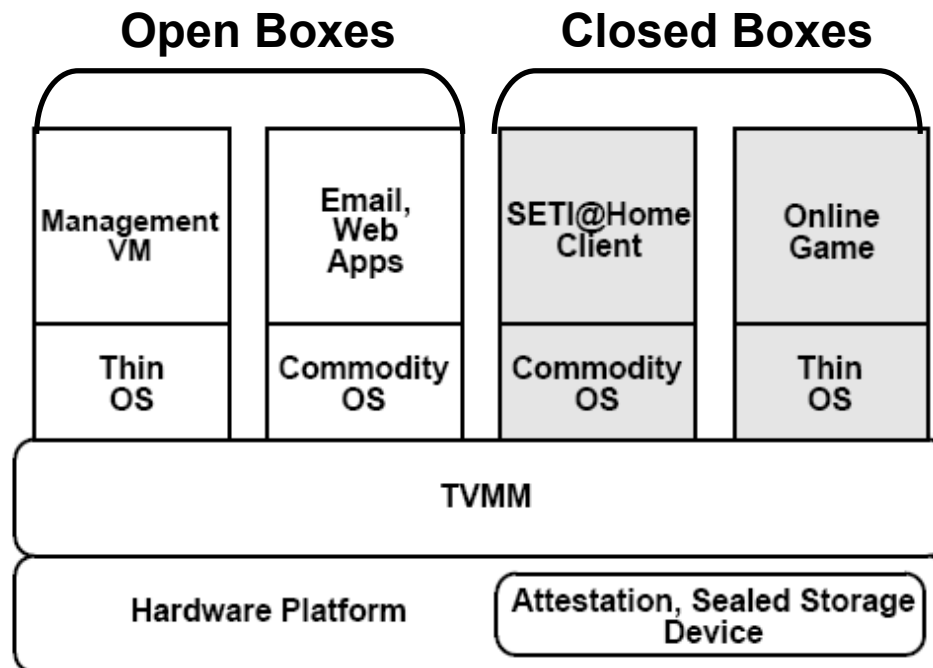 Open Boxes
Closed Boxes
Management
VM
Email,
Web
Apps
SETI@Home
Client
Online
Game
Thin
OS
Commodity
OS
Commodity
OS
Thin
OS
TVMM
Hardware Platform
Attestation, Sealed Storage
Device